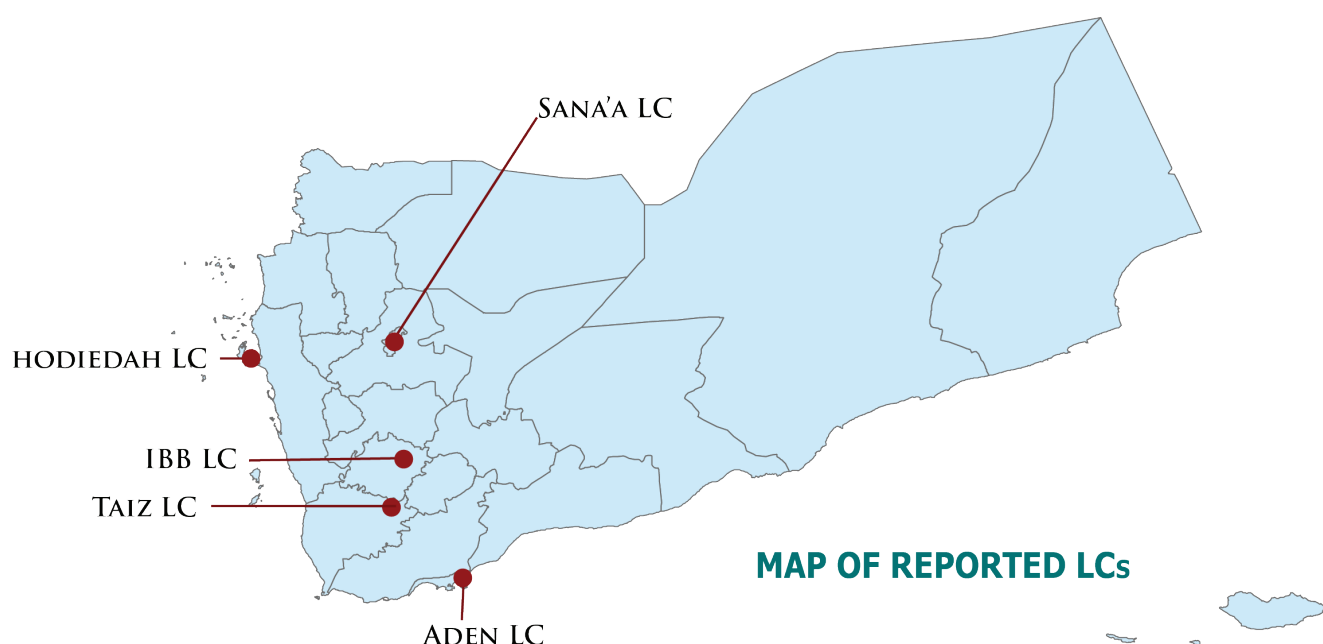 Sana'a LC
hodiedah LC
IBB LC
Taiz LC
MAP OF REPORTED LCs
Aden LC